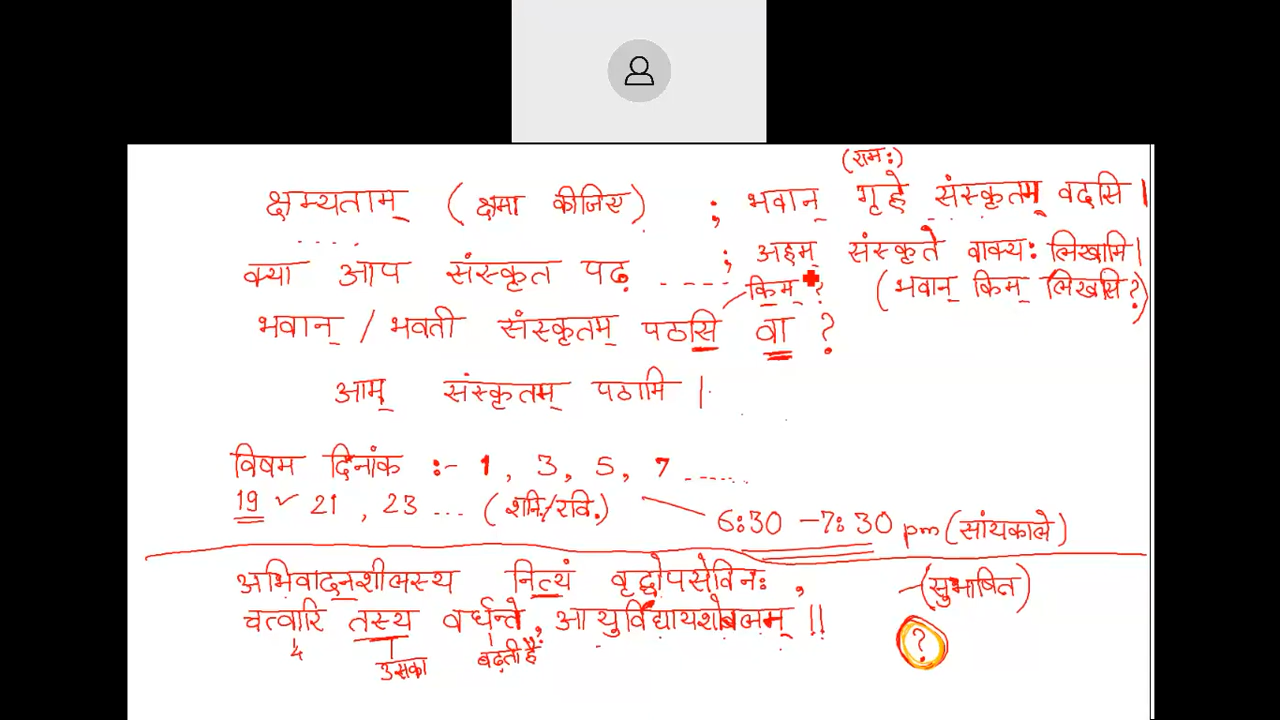 (रामः)
क्षम्यताम् (क्षमा कीजिए) ; भवान् गृहे संस्कृतम् वदसि।
.... ; अहम् संस्कृते वाक्यः लिखामि।
क्या आप संस्कृत पढ़ ..... किम् ? (भवान् किम् लिखसि?)
भवान् / भवती संस्कृतम् पठसि वा ?
आम् संस्कृतम् पठामि |
विषम दिनांक :- 1, 3, 5, 7 ......
19 ✓ 21 , 23 ... (शनि./रवि.) 6:30 - 7:30 pm (सांयकाले)
अभिवादनशीलस्य नित्यं वृद्धोपसेविनः, -(सुभाषित)
चत्वारि तस्य वर्धन्ते, आयुर्विद्यायशोबलम् !! ?
4 उसका बढ़ती है?